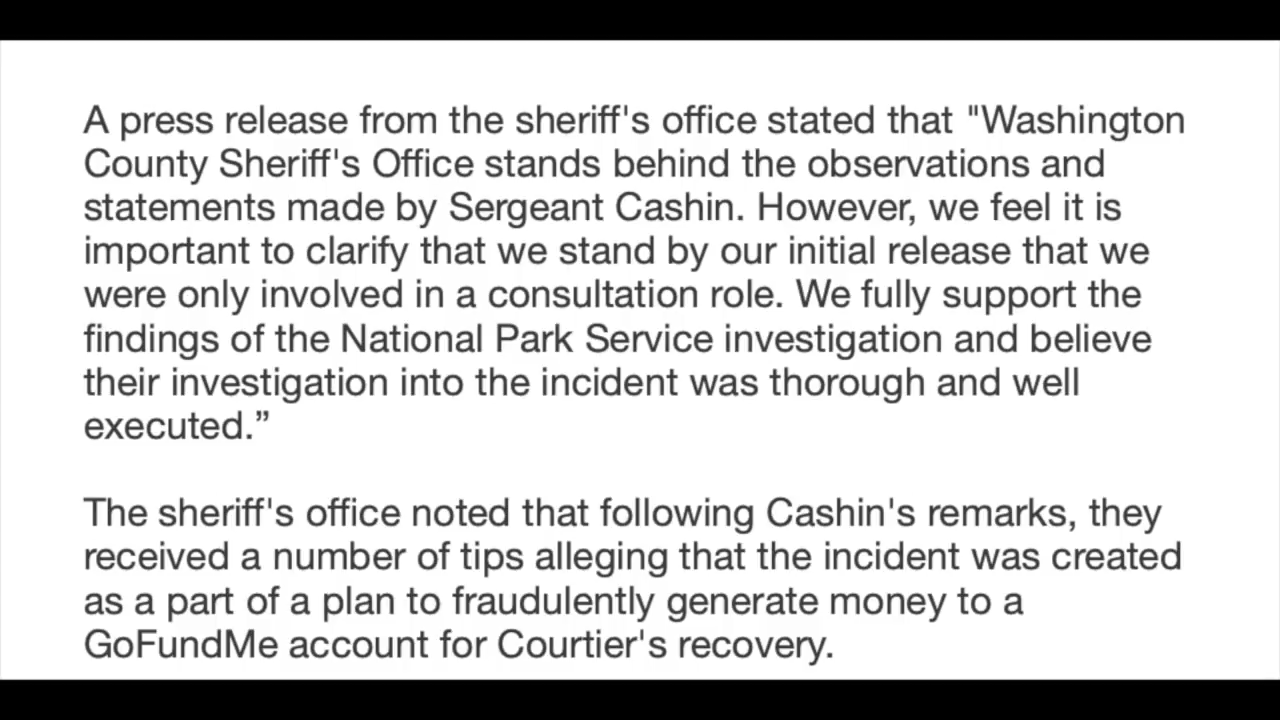 A press release from the sheriff's office stated that "Washington
County Sheriff's Office stands behind the observations and
statements made by Sergeant Cashin. However, we feel it is
important to clarify that we stand by our initial release that we
were only involved in a consultation role. We fully support the
findings of the National Park Service investigation and believe
their investigation into the incident was thorough and well
executed.”
The sheriff's office noted that following Cashin's remarks, they
received a number of tips alleging that the incident was created
as a part of a plan to fraudulently generate money to a
GoFundMe account for Courtier's recovery.